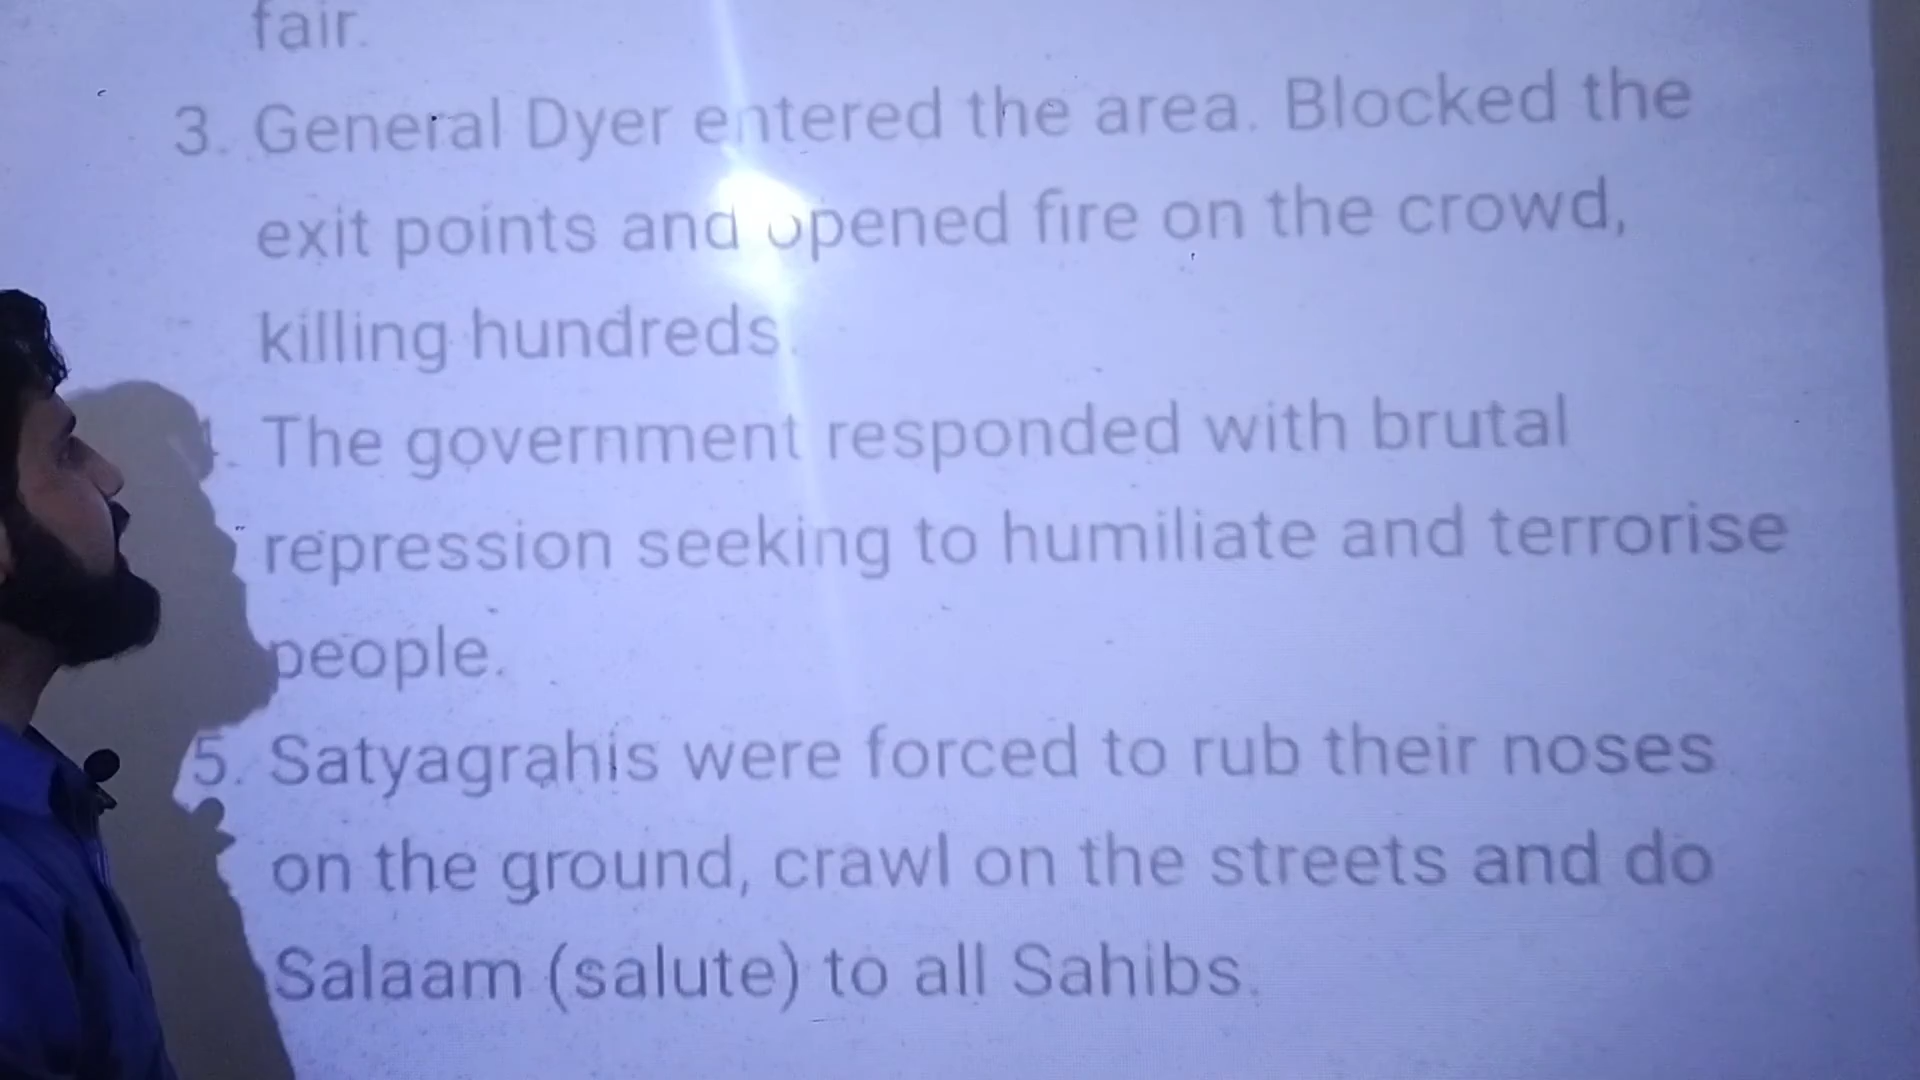 fair.
3. General Dyer entered the area. Blocked the
exit points and opened fire on the crowd,
killing hundreds.
4. The government responded with brutal
repression seeking to humiliate and terrorise
people.
5. Satyagrahis were forced to rub their noses
on the ground, crawl on the streets and do
Salaam (salute) to all Sahibs.